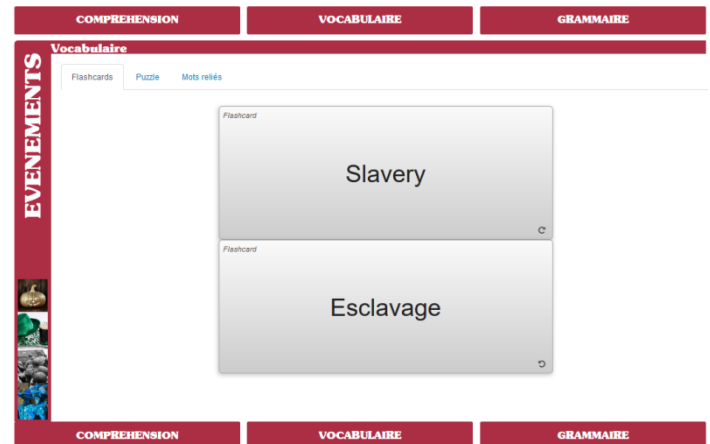 COMPREHENSION VOCABULAIRE GRAMMAIRE
Vocabulaire
EVENEMENTS
Flashcards Puzzle Mots reliés
Flashcard
Slavery
Flashcard
Esclavage
COMPREHENSION VOCABULAIRE GRAMMAIRE